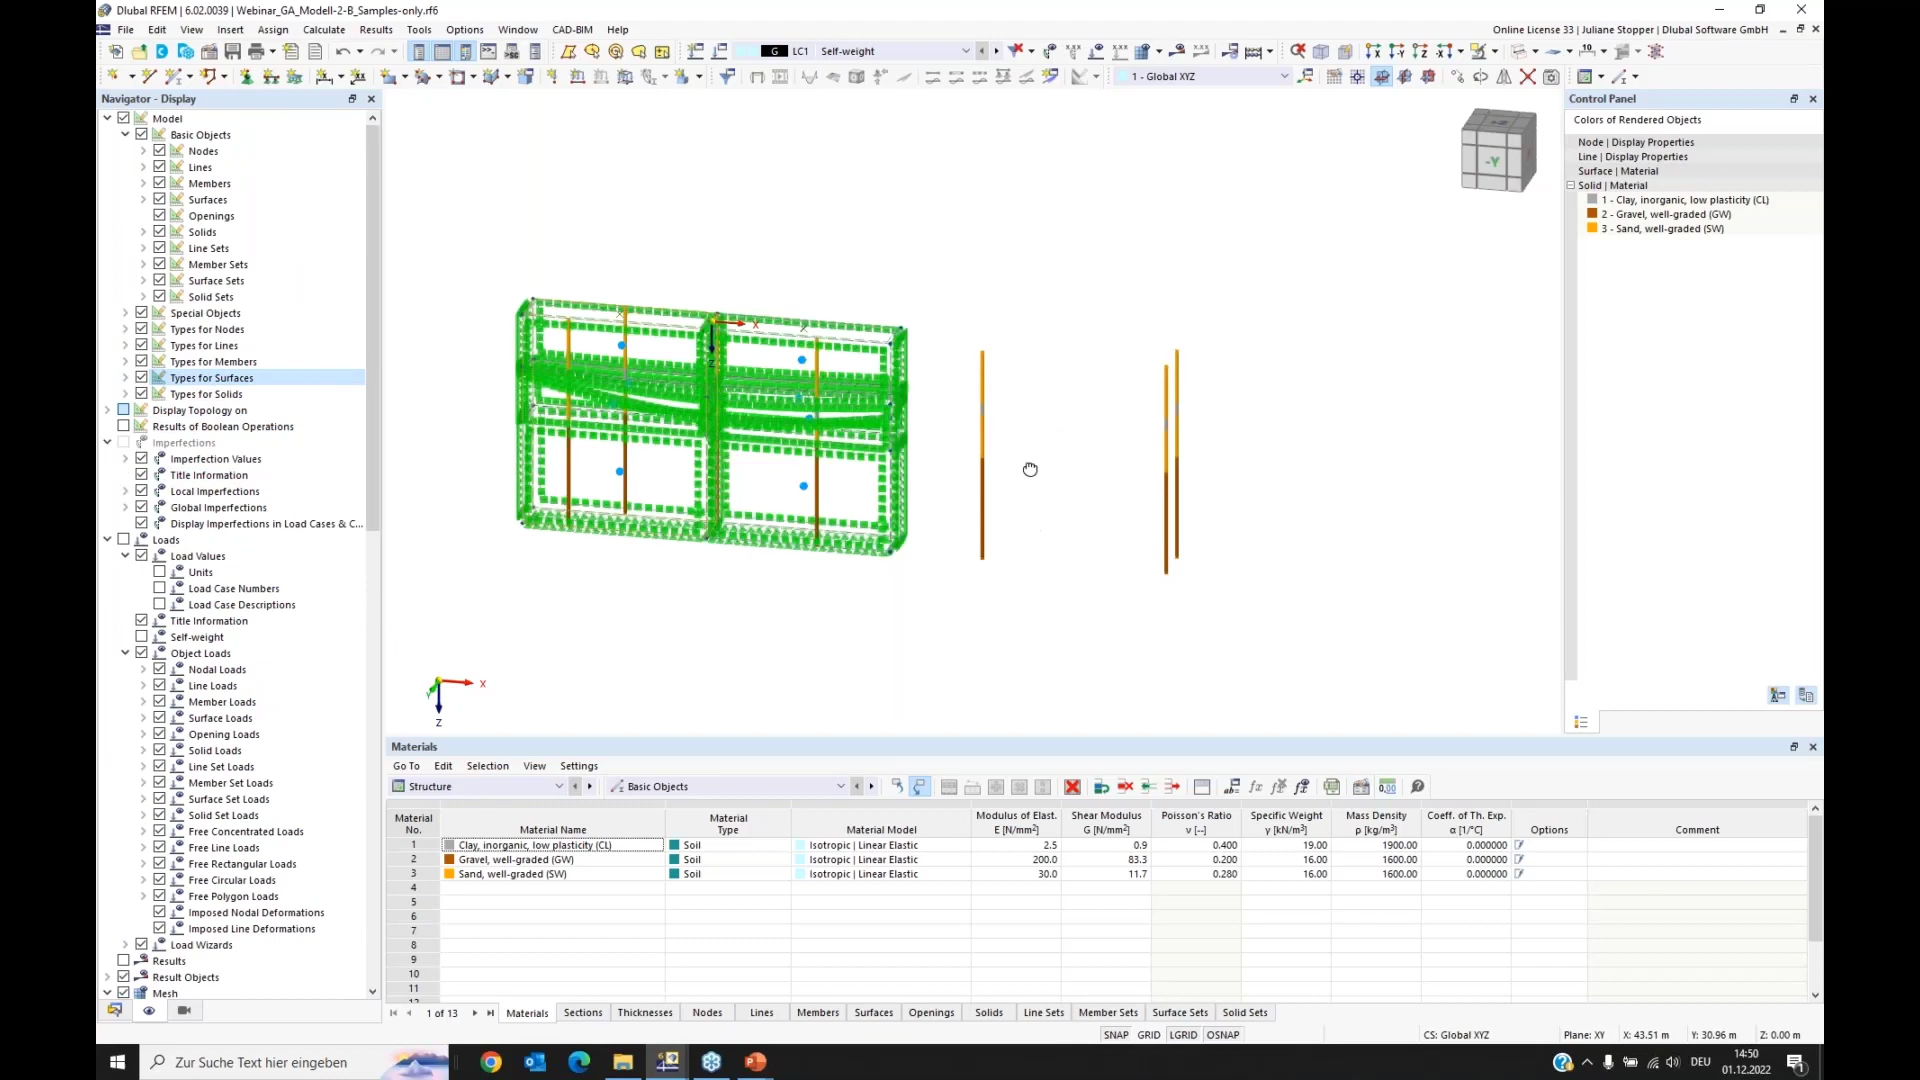 Dlubal RFEM | 6.02.0039 | Webinar_GA_Modell-2-B_Samples-only.rf6
File Edit View Insert Assign Calculate Results Tools Options Window CAD-BIM Help
Online License 33 | Juliane Stopper | Dlubal Software GmbH
G LC1 Self-weight
1 - Global XYZ
Navigator - Display
Model
Basic Objects
Nodes
Lines
Members
Surfaces
Openings
Solids
Line Sets
Member Sets
Surface Sets
Solid Sets
Special Objects
Types for Nodes
Types for Lines
Types for Members
Types for Surfaces
Types for Solids
Display Topology on
Results of Boolean Operations
Imperfections
Imperfection Values
Title Information
Local Imperfections
Global Imperfections
Display Imperfections in Load Cases & C...
Loads
Load Values
Units
Load Case Numbers
Load Case Descriptions
Title Information
Self-weight
Object Loads
Nodal Loads
Line Loads
Member Loads
Surface Loads
Opening Loads
Solid Loads
Line Set Loads
Member Set Loads
Surface Set Loads
Solid Set Loads
Free Concentrated Loads
Free Line Loads
Free Rectangular Loads
Free Circular Loads
Free Polygon Loads
Imposed Nodal Deformations
Imposed Line Deformations
Load Wizards
Results
Result Objects
Mesh
X
Z
-Y
X
Y
Z
Control Panel
Colors of Rendered Objects
Node | Display Properties
Line | Display Properties
Surface | Material
Solid | Material
1 - Clay, inorganic, low plasticity (CL)
2 - Gravel, well-graded (GW)
3 - Sand, well-graded (SW)
Materials
Go To Edit Selection View Settings
Structure
Basic Objects
Material No. Material Name Material Type Material Model Modulus of Elast. E [N/mm²] Shear Modulus G [N/mm²] Poisson's Ratio ν [--] Specific Weight γ [kN/m³] Mass Density ρ [kg/m³] Coeff. of Th. Exp. α [1/°C] Options Comment
1 Clay, inorganic, low plasticity (CL) Soil Isotropic | Linear Elastic 2.5 0.9 0.400 19.00 1900.00 0.000000
2 Gravel, well-graded (GW) Soil Isotropic | Linear Elastic 200.0 83.3 0.200 16.00 1600.00 0.000000
3 Sand, well-graded (SW) Soil Isotropic | Linear Elastic 30.0 11.7 0.280 16.00 1600.00 0.000000
4
5
6
7
8
9
10
11
1 of 13 Materials Sections Thicknesses Nodes Lines Members Surfaces Openings Solids Line Sets Member Sets Surface Sets Solid Sets
SNAP GRID LGRID OSNAP CS: Global XYZ Plane: XY X: 43.51 m Y: 30.96 m Z: 0.00 m
Zur Suche Text hier eingeben
DEU
14:50
01.12.2022